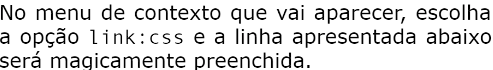 No menu de contexto que vai aparecer, escolha
a opção link:css e a linha apresentada abaixo
será magicamente preenchida.